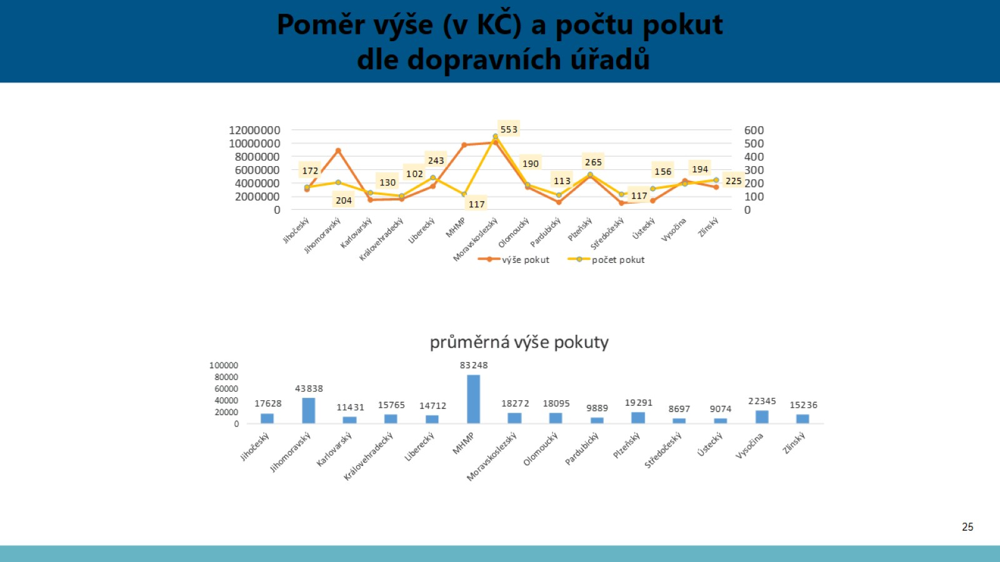 Poměr výše (v KČ) a počtu pokut
dle dopravních úřadů
12000000
10000000
8000000
6000000
4000000
2000000
0
600
500
400
300
200
100
0
172
204
130
102
243
117
553
190
113
265
117
156
194
225
Jihočeský
Jihomoravský
Karlovarský
Královehradecký
Liberecký
MHMP
Moravskoslezský
Olomoucký
Pardubický
Plzeňský
Středočeský
Ústecký
Vysočina
Zlínský
výše pokut
počet pokut
průměrná výše pokuty
100000
80000
60000
40000
20000
0
17628
43838
11431
15765
14712
83248
18272
18095
9889
19291
8697
9074
22345
15236
Jihočeský
Jihomoravský
Karlovarský
Královehradecký
Liberecký
MHMP
Moravskoslezský
Olomoucký
Pardubický
Plzeňský
Středočeský
Ústecký
Vysočina
Zlínský
25